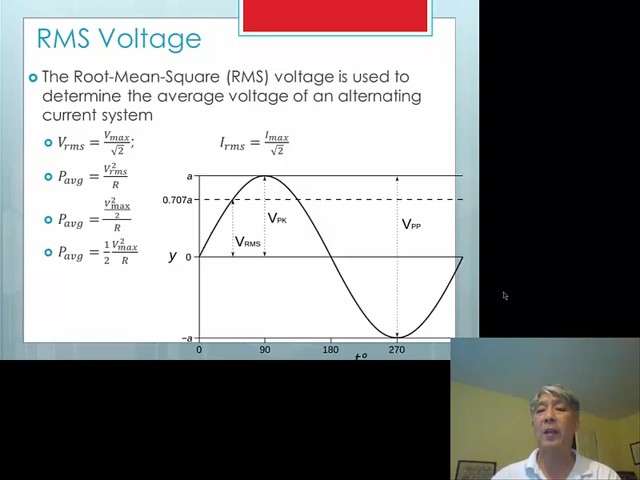 RMS Voltage
The Root-Mean-Square (RMS) voltage is used to
determine the average voltage of an alternating
current system
V_rms = V_max/√2; I_rms = I_max/√2
P_avg = V²_rms/R
P_avg = (V²_max/2)/R
P_avg = 1/2 V²_max/R
a
0.707a
V_PK
V_PP
V_RMS
y 0
−a
0 90 180 270
t°